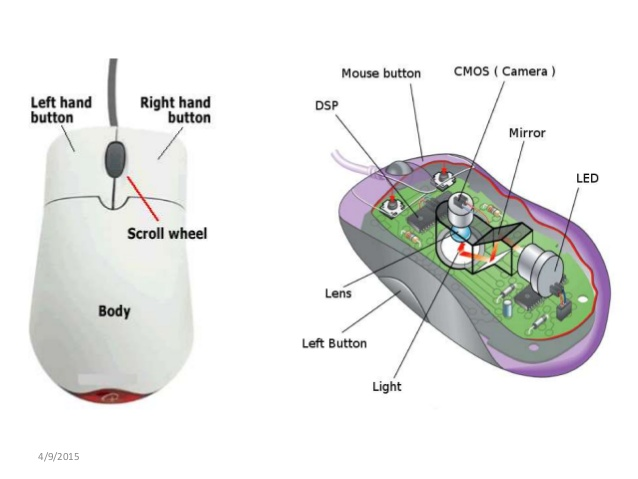 Left hand
button
Right hand
button
Scroll wheel
Body
Mouse button
CMOS ( Camera )
DSP
Mirror
LED
Lens
Left Button
Light
4/9/2015